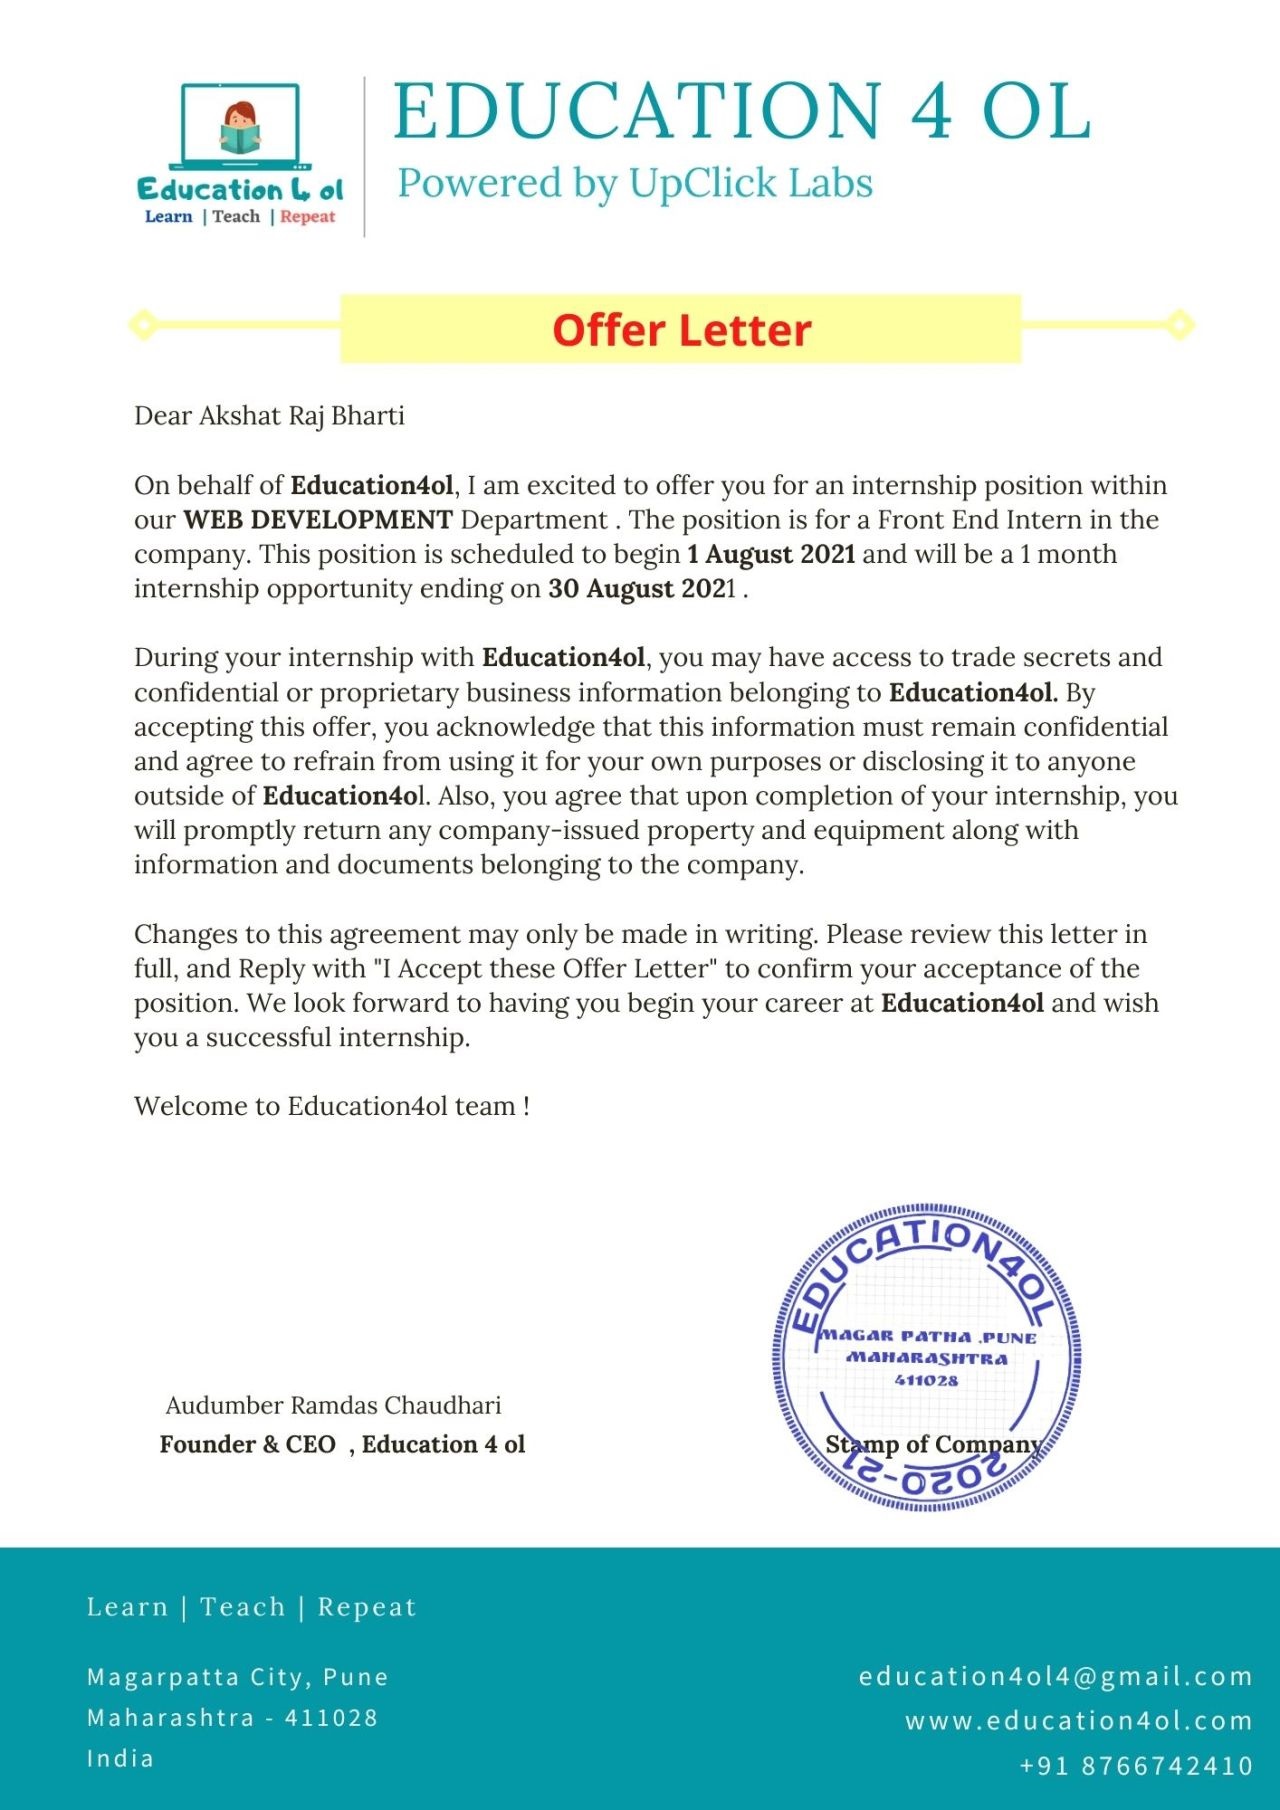 EDUCATION 4 OL
Powered by UpClick Labs
Education 4 ol
Learn | Teach | Repeat
Offer Letter
Dear Akshat Raj Bharti
On behalf of Education4ol, I am excited to offer you for an internship position within
our WEB DEVELOPMENT Department . The position is for a Front End Intern in the
company. This position is scheduled to begin 1 August 2021 and will be a 1 month
internship opportunity ending on 30 August 2021 .
During your internship with Education4ol, you may have access to trade secrets and
confidential or proprietary business information belonging to Education4ol. By
accepting this offer, you acknowledge that this information must remain confidential
and agree to refrain from using it for your own purposes or disclosing it to anyone
outside of Education4ol. Also, you agree that upon completion of your internship, you
will promptly return any company-issued property and equipment along with
information and documents belonging to the company.
Changes to this agreement may only be made in writing. Please review this letter in
full, and Reply with "I Accept these Offer Letter" to confirm your acceptance of the
position. We look forward to having you begin your career at Education4ol and wish
you a successful internship.
Welcome to Education4ol team !
EDUCATION4OL
MAGAR PATHA ,PUNE
MAHARASHTRA
411028
2020-21
Audumber Ramdas Chaudhari
Founder & CEO , Education 4 ol
Stamp of Company
Learn | Teach | Repeat
Magarpatta City, Pune
Maharashtra - 411028
India
education4ol4@gmail.com
www.education4ol.com
+91 8766742410